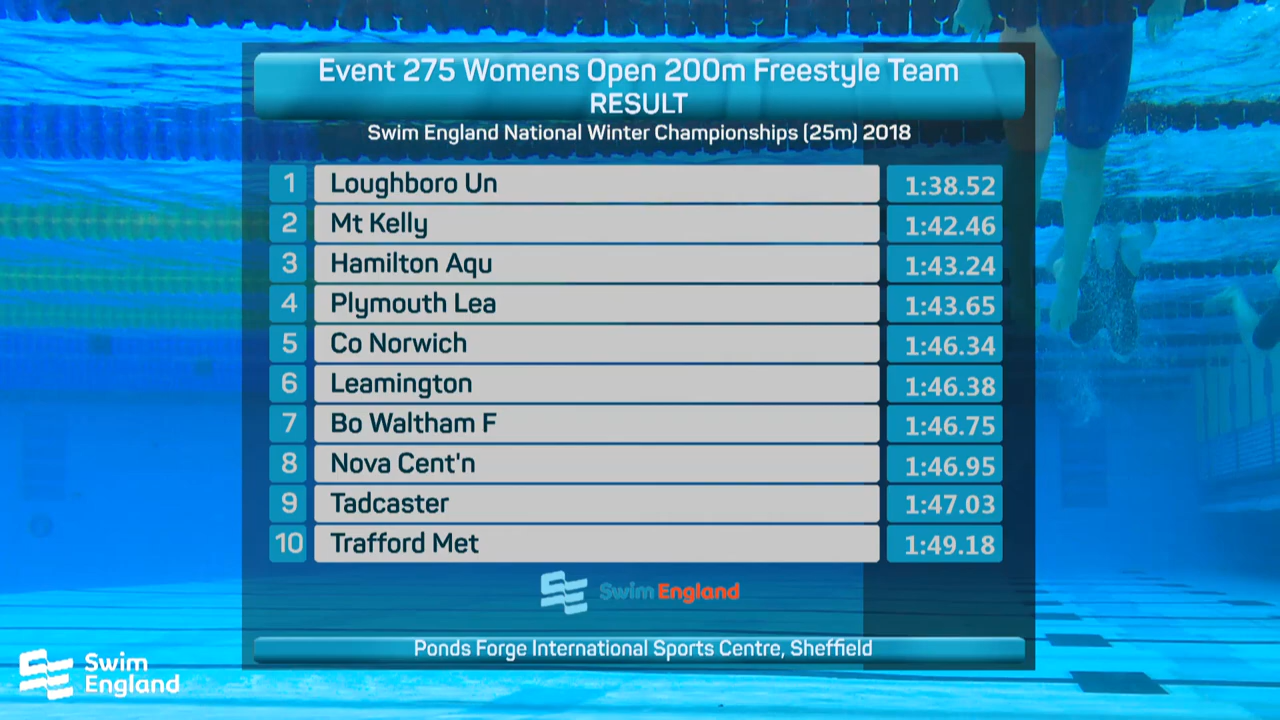 Event 275 Womens Open 200m Freestyle Team
RESULT
Swim England National Winter Championships (25m) 2018
1 Loughboro Un 1:38.52
2 Mt Kelly 1:42.46
3 Hamilton Aqu 1:43.24
4 Plymouth Lea 1:43.65
5 Co Norwich 1:46.34
6 Leamington 1:46.38
7 Bo Waltham F 1:46.75
8 Nova Cent'n 1:46.95
9 Tadcaster 1:47.03
10 Trafford Met 1:49.18
Swim England
Ponds Forge International Sports Centre, Sheffield
Swim
England